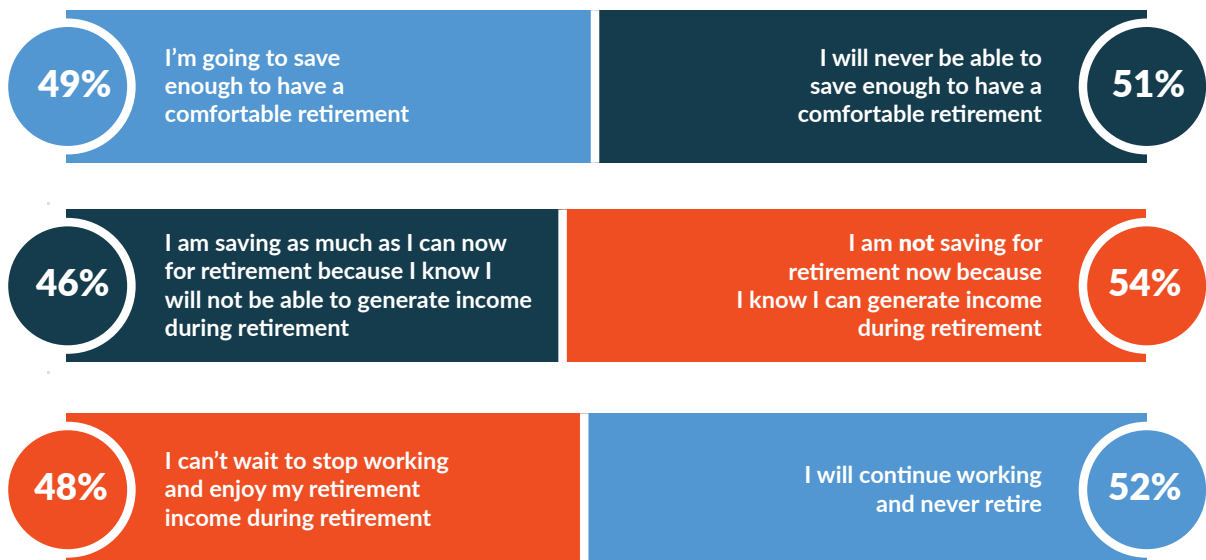 49%
I’m going to save
enough to have a
comfortable retirement
I will never be able to
save enough to have a
comfortable retirement
51%
46%
I am saving as much as I can now
for retirement because I know I
will not be able to generate income
during retirement
I am not saving for
retirement now because
I know I can generate income
during retirement
54%
48%
I can’t wait to stop working
and enjoy my retirement
income during retirement
I will continue working
and never retire
52%